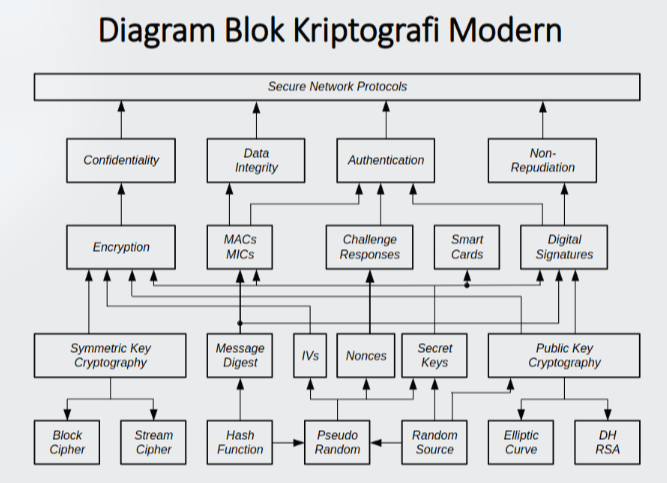 Diagram Blok Kriptografi Modern
Secure Network Protocols
Confidentiality
Data
Integrity
Authentication
Non-
Repudiation
Encryption
MACs
MICs
Challenge
Responses
Smart
Cards
Digital
Signatures
Symmetric Key
Cryptography
Message
Digest
IVs
Nonces
Secret
Keys
Public Key
Cryptography
Block
Cipher
Stream
Cipher
Hash
Function
Pseudo
Random
Random
Source
Elliptic
Curve
DH
RSA